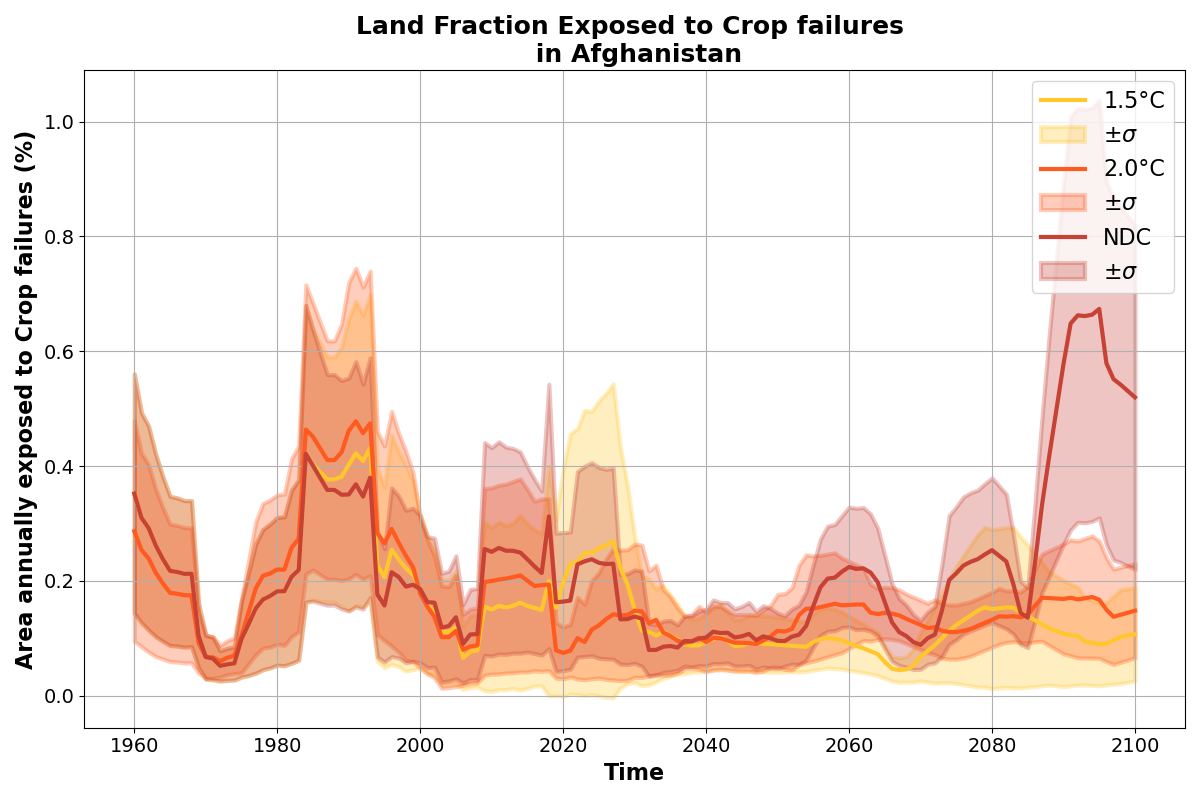 Land Fraction Exposed to Crop failures
in Afghanistan
Area annually exposed to Crop failures (%)
1.0
0.8
0.6
0.4
0.2
0.0
1.5°C
±σ
2.0°C
±σ
NDC
±σ
1960
1980
2000
2020
2040
2060
2080
2100
Time